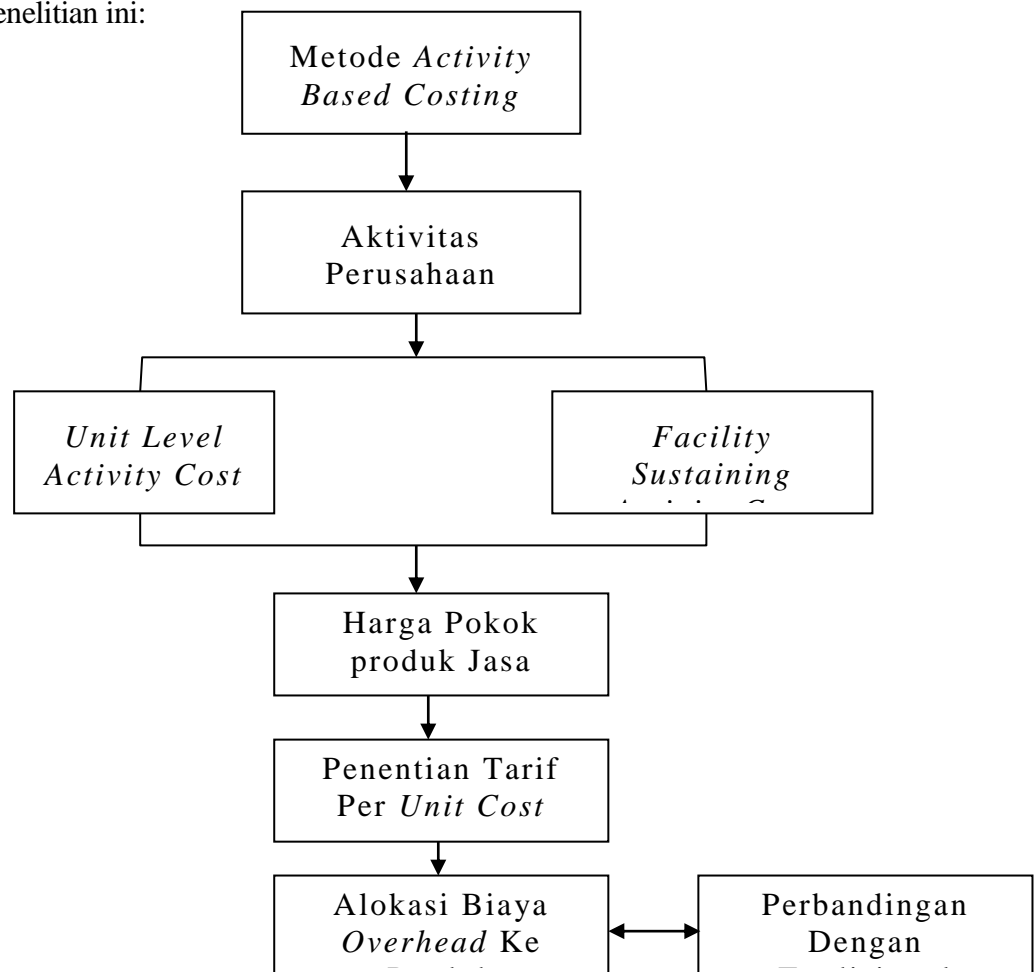 enelitian ini:
Metode Activity
Based Costing
Aktivitas
Perusahaan
Unit Level
Activity Cost
Facility
Sustaining
Harga Pokok
produk Jasa
Penentian Tarif
Per Unit Cost
Alokasi Biaya
Overhead Ke
Perbandingan
Dengan